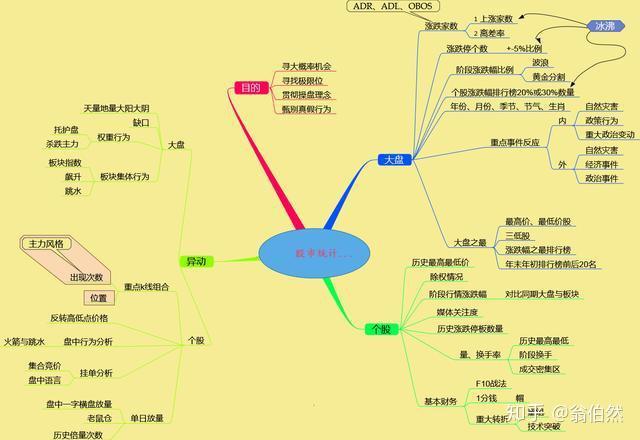 ADR、ADL、OBOS
涨跌家数
1 上涨家数
2 离差率
冰沸
涨跌停个数
+-5%比例
阶段涨跌幅比例
波浪
黄金分割
个股涨跌幅排行榜20%或30%数量
年份、月份、季节、节气、生肖
大盘
重点事件反应
内
自然灾害
政策行为
重大政治变动
外
自然灾害
经济事件
政治事件
大盘之最
最高价、最低价股
三低股
涨跌幅之最排行榜
年末年初排行榜前后20名
目的
寻大概率机会
寻找极限位
贯彻操盘理念
甄别真假行为
股市统计...
异动
大盘
天量地量大阳大阴
缺口
权重行为
托护盘
杀跌主力
板块集体行为
板块指数
飙升
跳水
个股
重点k线组合
主力风格
出现次数
位置
反转高低点价格
盘中行为分析
火箭与跳水
挂单分析
集合竞价
盘中语言
单日放量
盘中一字横盘放量
老鼠仓
历史倍量次数
个股
历史最高最低价
除权情况
阶段行情涨跌幅
对比同期大盘与板块
媒体关注度
历史涨跌停板数量
量、换手率
历史最高最低
阶段换手
成交密集区
基本财务
F10战法
1分钱
帽
重大转折
技术突破
知乎 @翁伯然